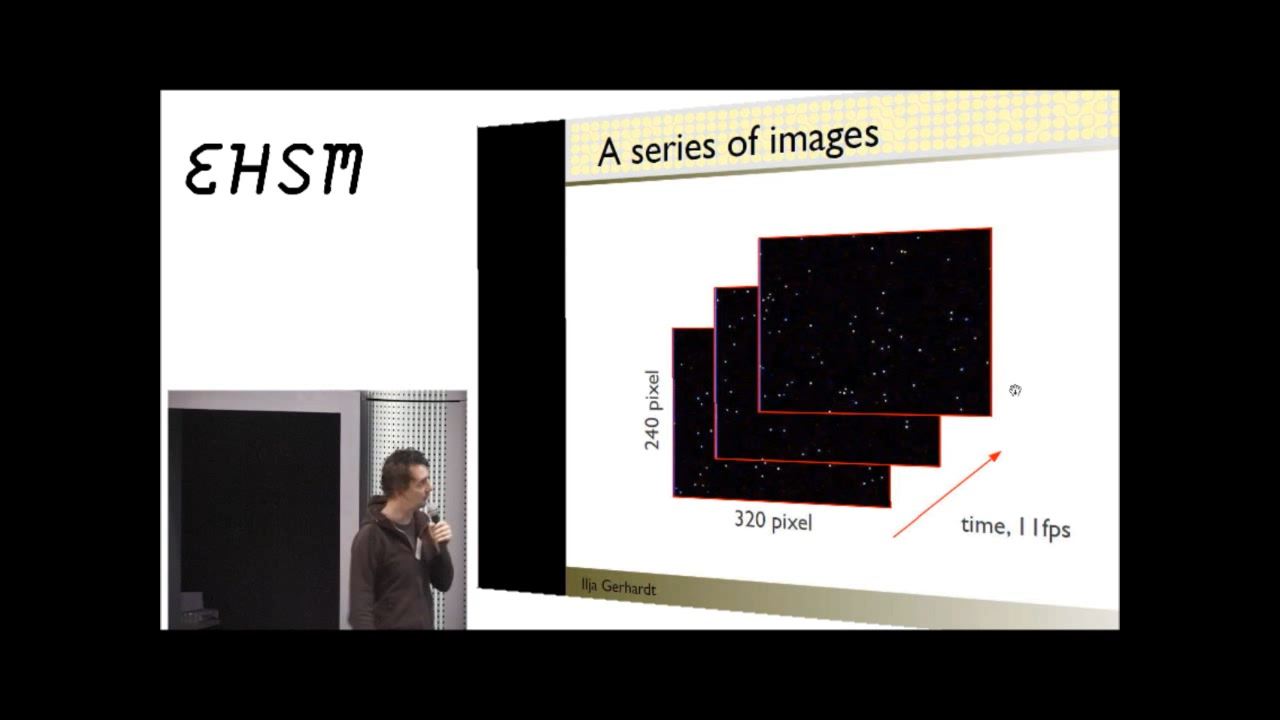 EHSM
A series of images
240 pixel
320 pixel
time, 11fps
Ilja Gerhardt